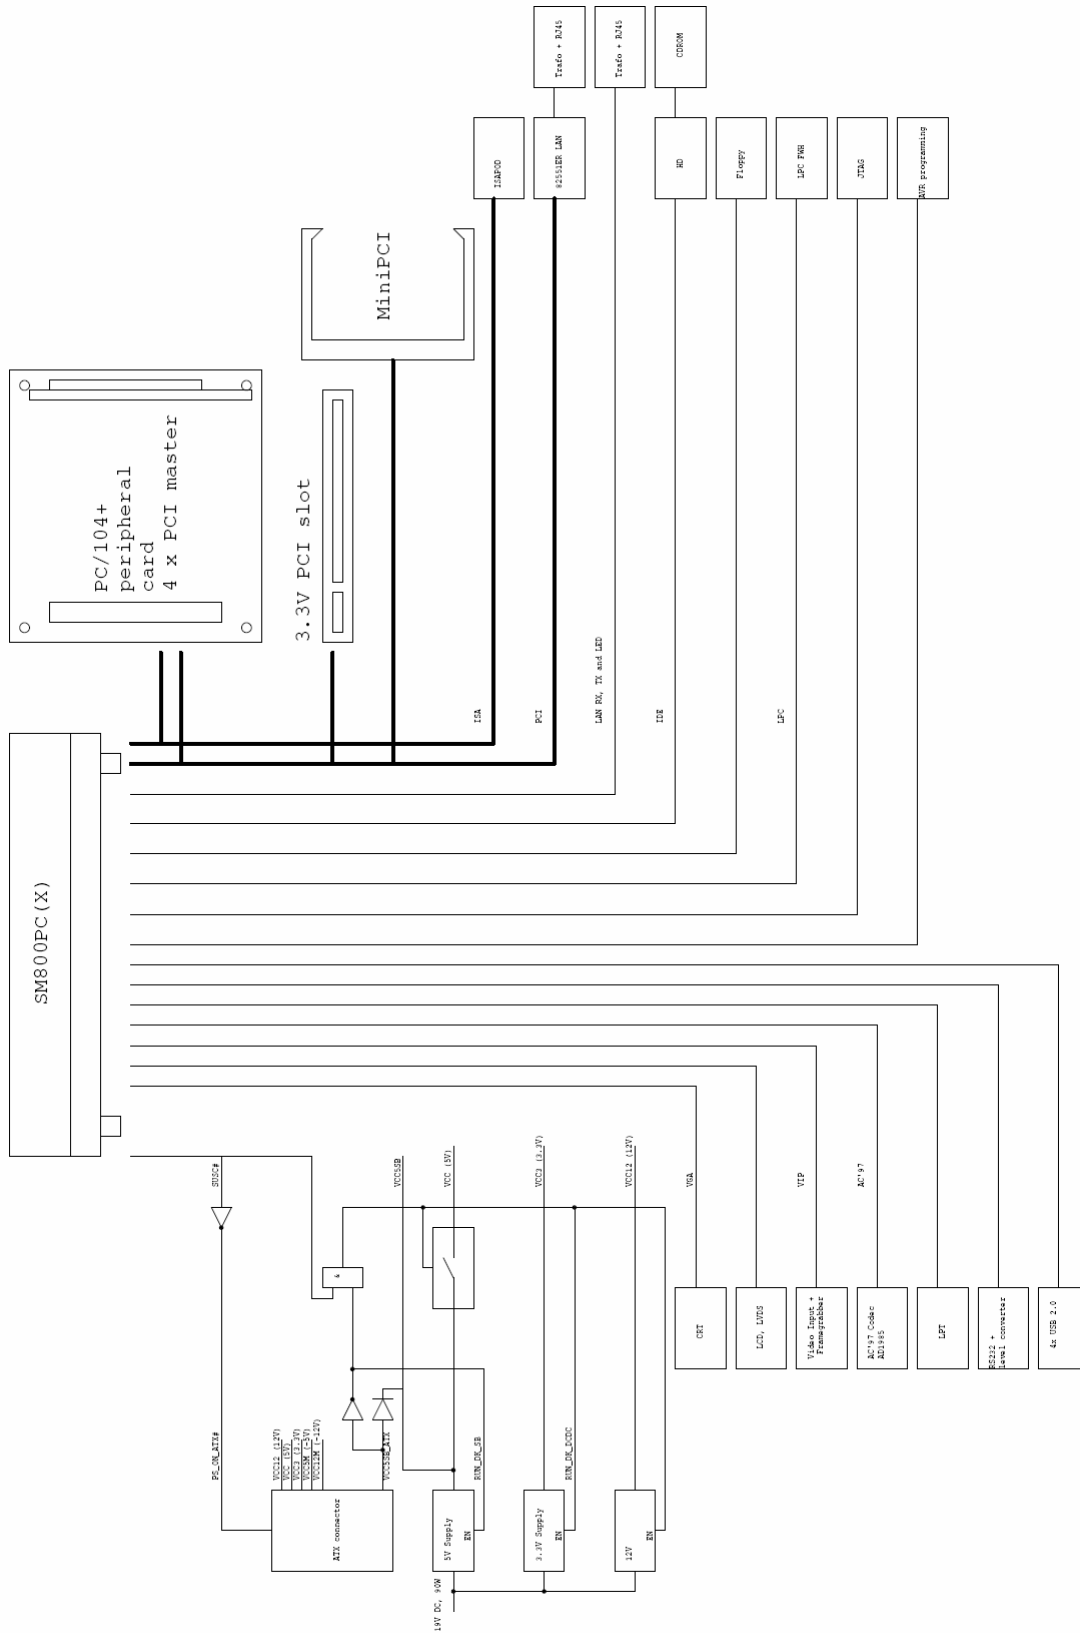 Trafo + RJ45
Trafo + RJ45
CDROM
ISAPOD
82551ER LAN
HD
Floppy
LPC FWH
JTAG
AVR programming
MiniPCI
PC/104+
peripheral
card
4 x PCI master
3.3V PCI slot
ISA
PCI
LAN RX, TX and LED
IDE
LPC
SM800PC(X)
SUSC#
VCC5SB
VCC (5V)
VCC3 (3.3V)
VCC12 (12V)
VGA
VIP
AC'97
&
CRT
LCD, LVDS
Video Input +
Framegrabber
AC'97 Codec
AD1985
LPT
RS232 +
level converter
4x USB 2.0
PS_ON_ATX#
VCC12 (12V)
VCC (5V)
VCC3 (3.3V)
VCC5M (-5V)
VCC12M (-12V)
VCC5SB_ATX
RUN_DK_SB
RUN_DK_DCDC
ATX connector
5V Supply
EN
3.3V Supply
EN
12V
EN
19V DC, 90W